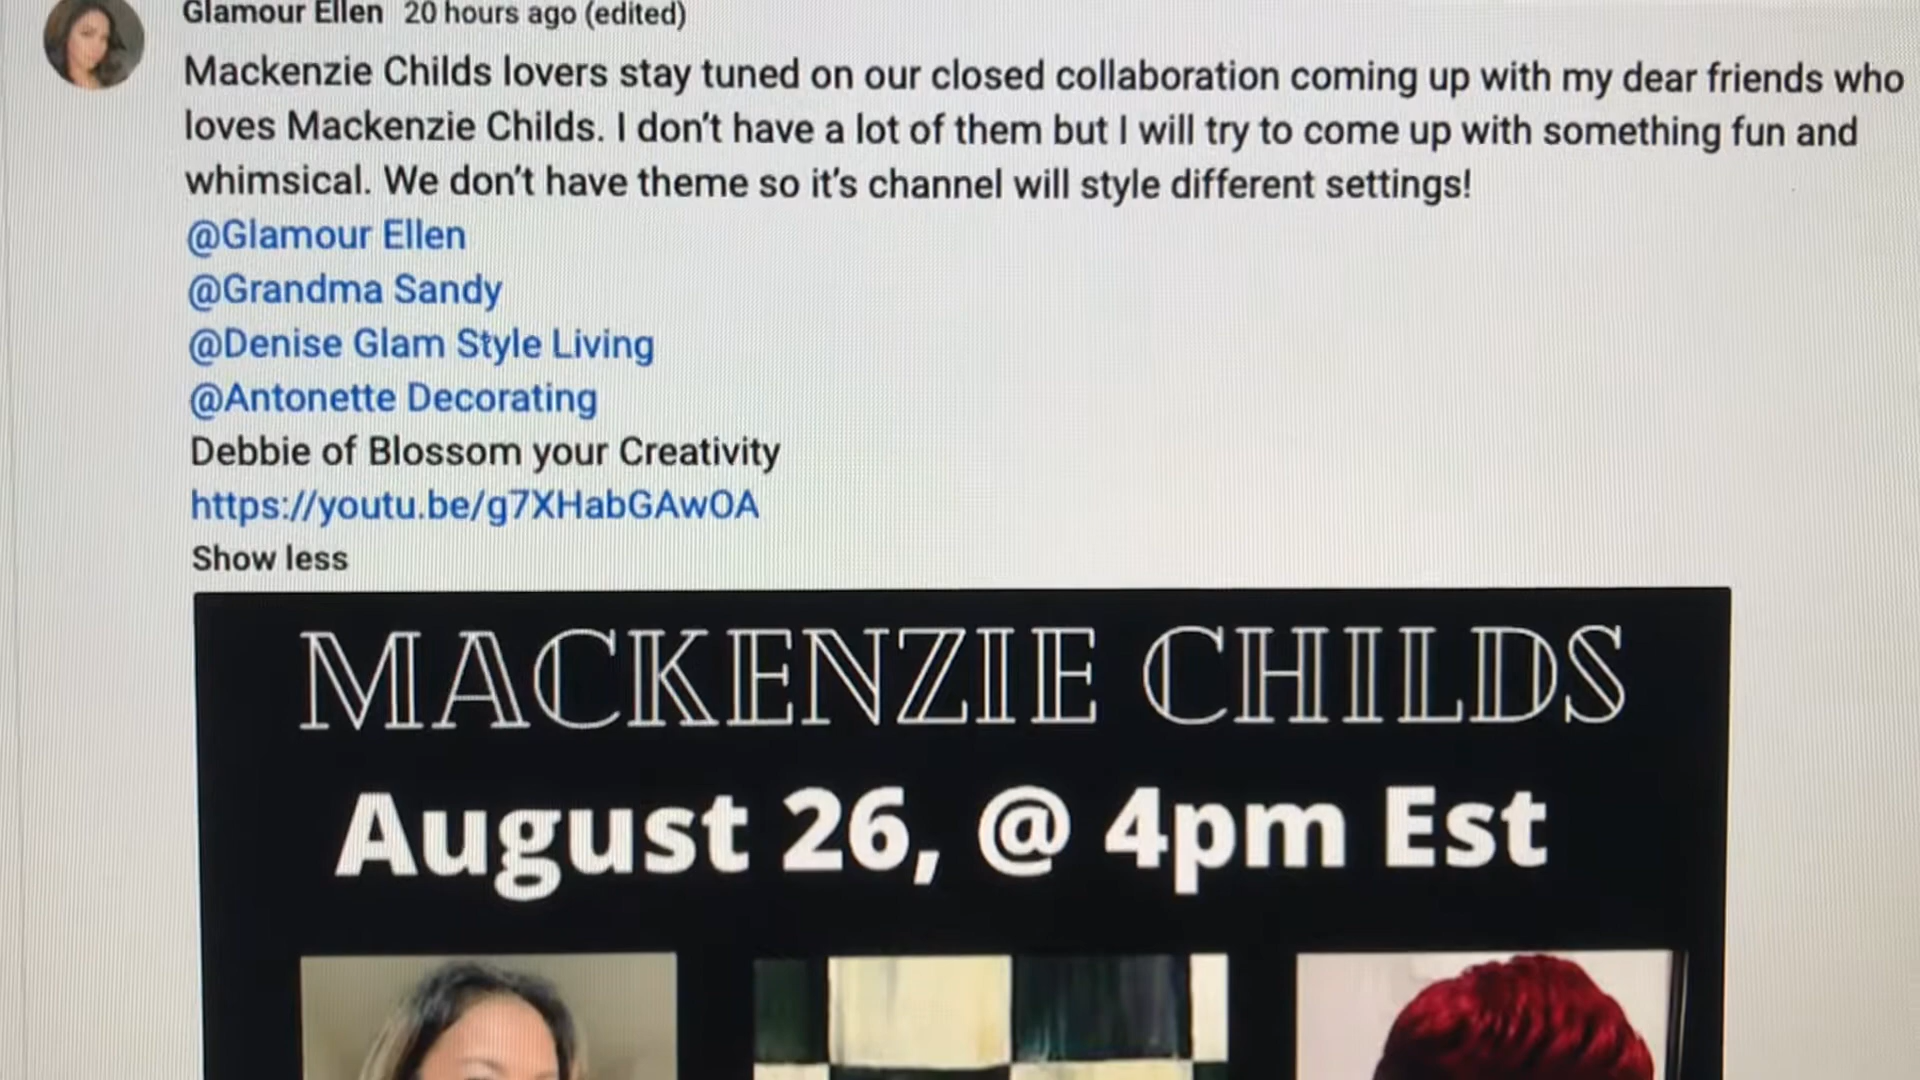 Glamour Ellen 20 hours ago (edited)
Mackenzie Childs lovers stay tuned on our closed collaboration coming up with my dear friends who
loves Mackenzie Childs. I don't have a lot of them but I will try to come up with something fun and
whimsical. We don't have theme so it's channel will style different settings!
@Glamour Ellen
@Grandma Sandy
@Denise Glam Style Living
@Antonette Decorating
Debbie of Blossom your Creativity
https://youtu.be/g7XHabGAwOA
Show less
MACKENZIE CHILDS
August 26, @ 4pm Est